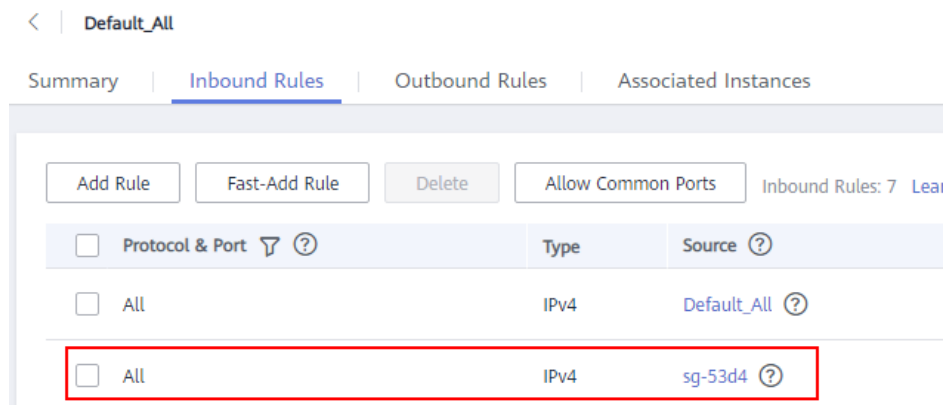 Default_All
Summary Inbound Rules Outbound Rules Associated Instances
Add Rule Fast-Add Rule Delete Allow Common Ports Inbound Rules: 7
Protocol & Port Type Source
All IPv4 Default_All
All IPv4 sg-53d4